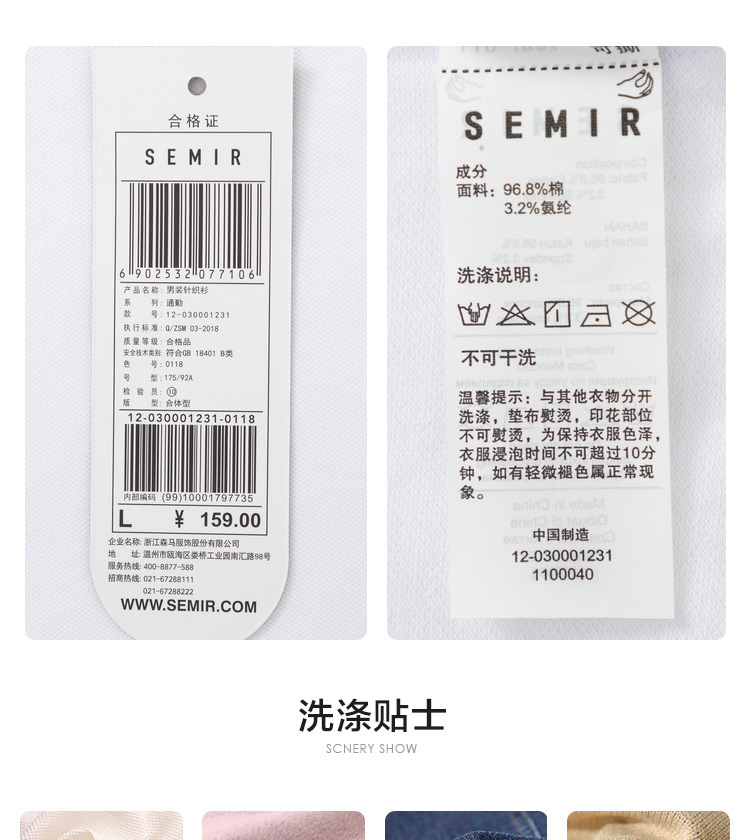 合格证
SEMIR
6 902532 077106
产品名称: 男装针织衫
系 列: 通勤
款 号: 12-030001231
执行标准: Q/ZSM 03-2018
质量等级: 合格品
安全技术类别: 符合GB 18401 B类
色 号: 0118
号 型: 175/92A
检 验 员: 10
版 型: 合体型
12-030001231-0118
内部编码 (99)10001797735
L ¥ 159.00
企业名称: 浙江森马服饰股份有限公司
地 址: 温州市瓯海区娄桥工业园南汇路98号
服务热线: 400-8877-588
招商热线: 021-67288111
021-67288222
WWW.SEMIR.COM
SEMIR
成分
面料: 96.8%棉
3.2%氨纶
洗涤说明:
不可干洗
温馨提示: 与其他衣物分开
洗涤, 垫布熨烫, 印花部位
不可熨烫, 为保持衣服色泽,
衣服浸泡时间不可超过10分
钟, 如有轻微褪色属正常现
象。
中国制造
12-030001231
1100040
洗涤贴士
SCNERY SHOW